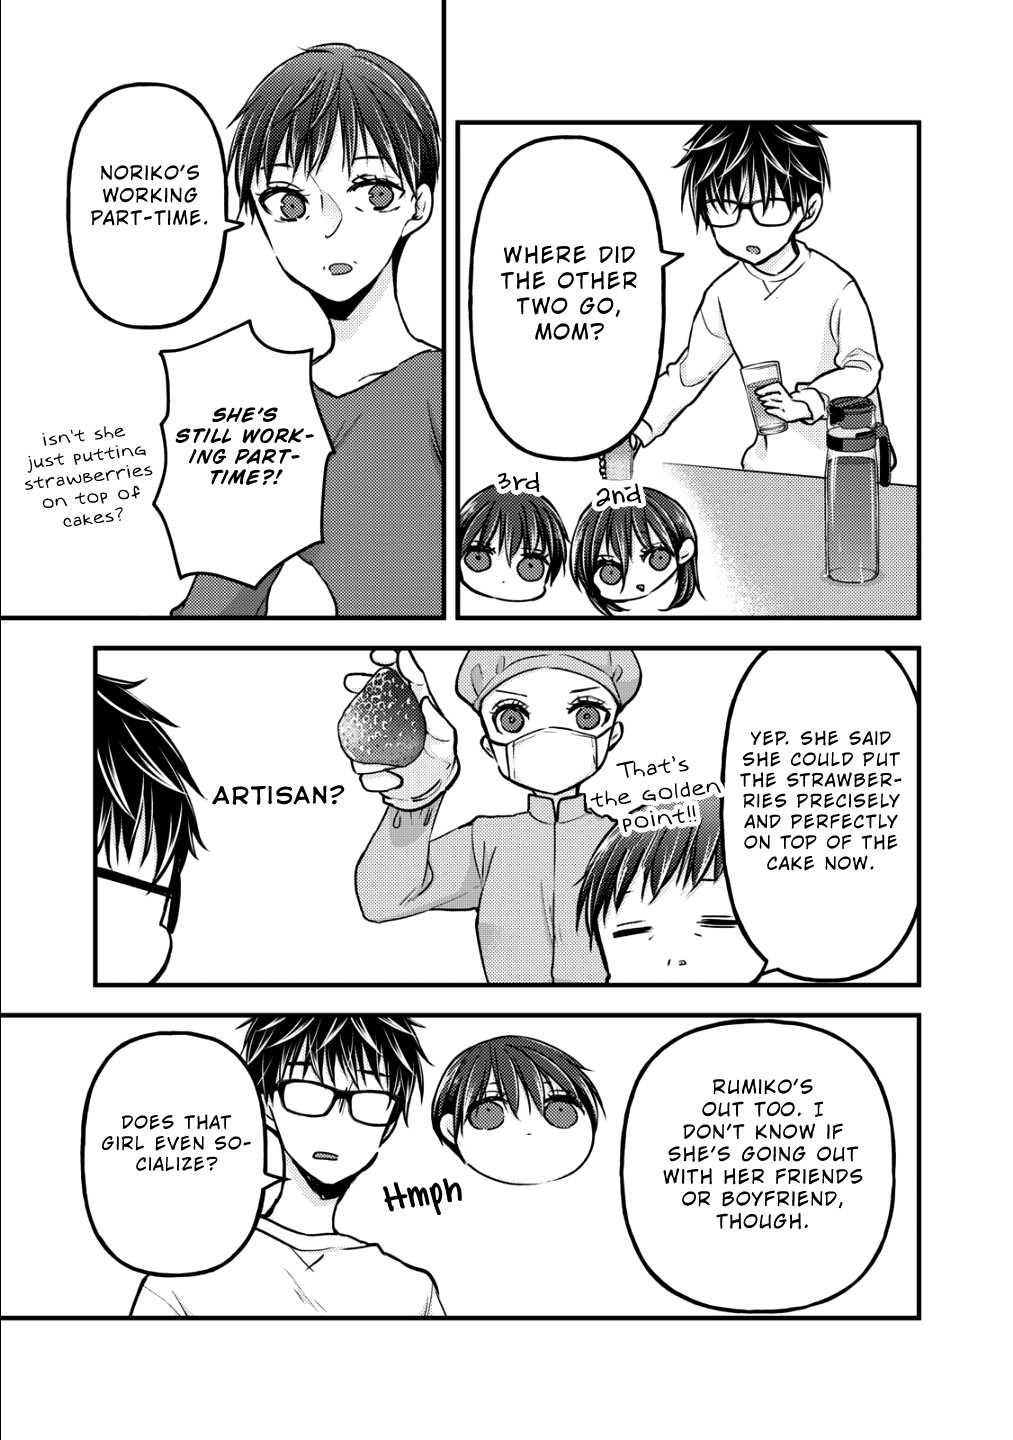 WHERE DID
THE OTHER
TWO GO,
MOM?
3rd
2nd
NORIKO'S
WORKING
PART-TIME.
SHE'S
STILL WORK-
ING PART-
TIME?!
isn't she
just putting
strawberries
on top of
cakes?
YEP. SHE SAID
SHE COULD PUT
THE STRAWBER-
RIES PRECISELY
AND PERFECTLY
ON TOP OF THE
CAKE NOW.
That's
the golden
point!!
ARTISAN?
RUMIKO'S
OUT TOO. I
DON'T KNOW IF
SHE'S GOING OUT
WITH HER FRIENDS
OR BOYFRIEND,
THOUGH.
Hmph
DOES THAT
GIRL EVEN SO-
CIALIZE?